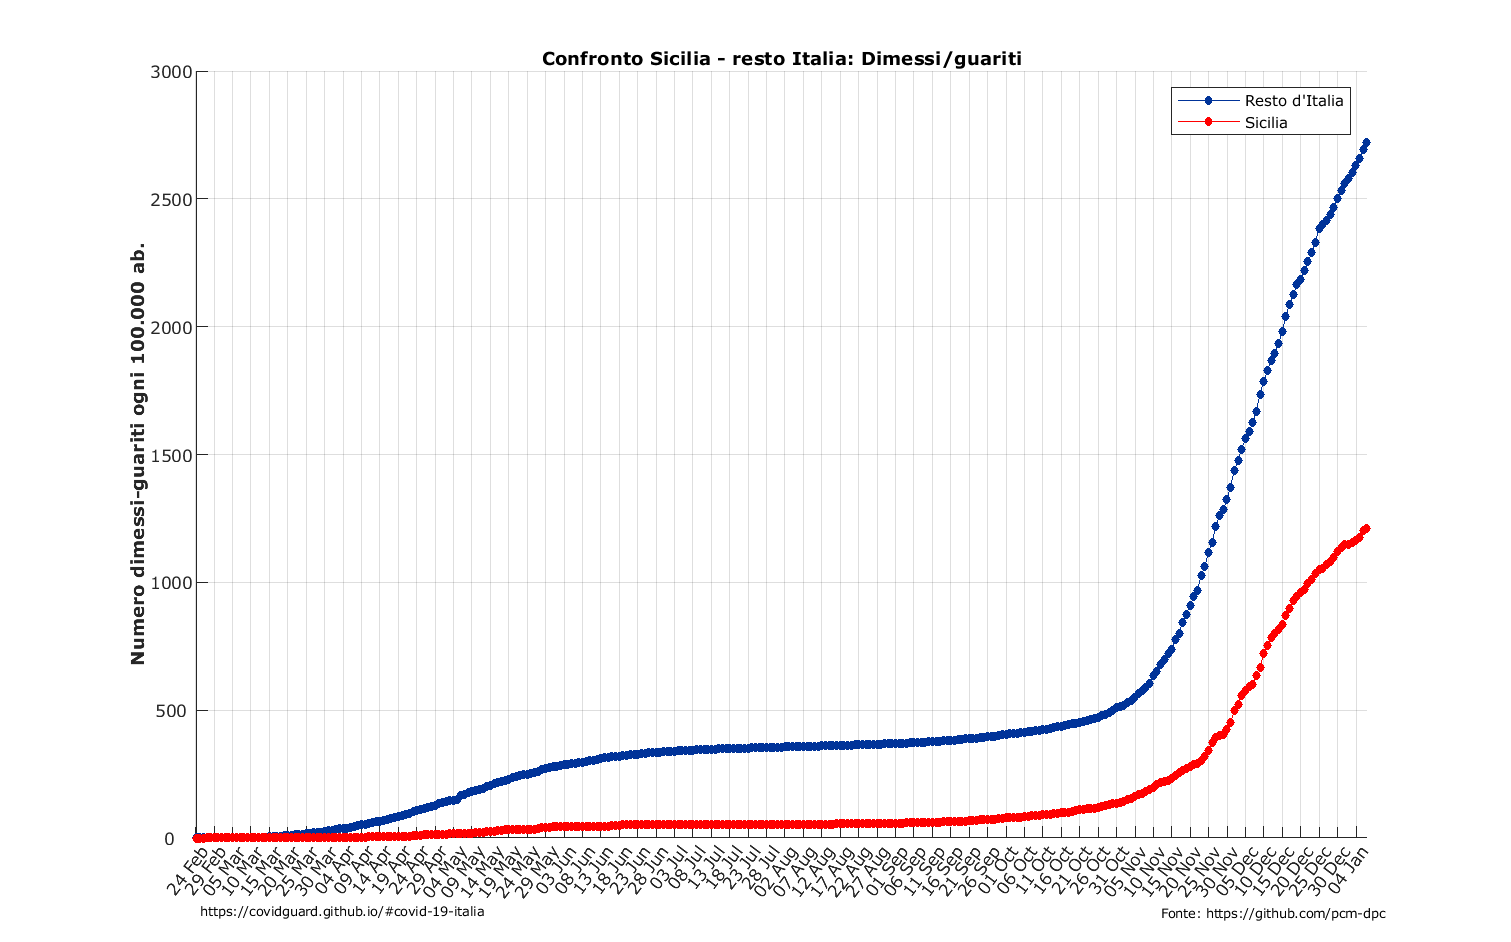 Confronto Sicilia - resto Italia: Dimessi/guariti
Resto d'Italia
Sicilia
Numero dimessi-guariti ogni 100.000 ab.
3000
2500
2000
1500
1000
500
0
24 Feb
29 Feb
05 Mar
10 Mar
15 Mar
20 Mar
25 Mar
30 Mar
04 Apr
09 Apr
14 Apr
19 Apr
24 Apr
29 Apr
04 May
09 May
14 May
19 May
24 May
29 May
03 Jun
08 Jun
13 Jun
18 Jun
23 Jun
28 Jun
03 Jul
08 Jul
13 Jul
18 Jul
23 Jul
28 Jul
02 Aug
07 Aug
12 Aug
17 Aug
22 Aug
27 Aug
01 Sep
06 Sep
11 Sep
16 Sep
21 Sep
26 Sep
01 Oct
06 Oct
11 Oct
16 Oct
21 Oct
26 Oct
31 Oct
05 Nov
10 Nov
15 Nov
20 Nov
25 Nov
30 Nov
05 Dec
10 Dec
15 Dec
20 Dec
25 Dec
30 Dec
04 Jan
https://covidguard.github.io/#covid-19-italia
Fonte: https://github.com/pcm-dpc